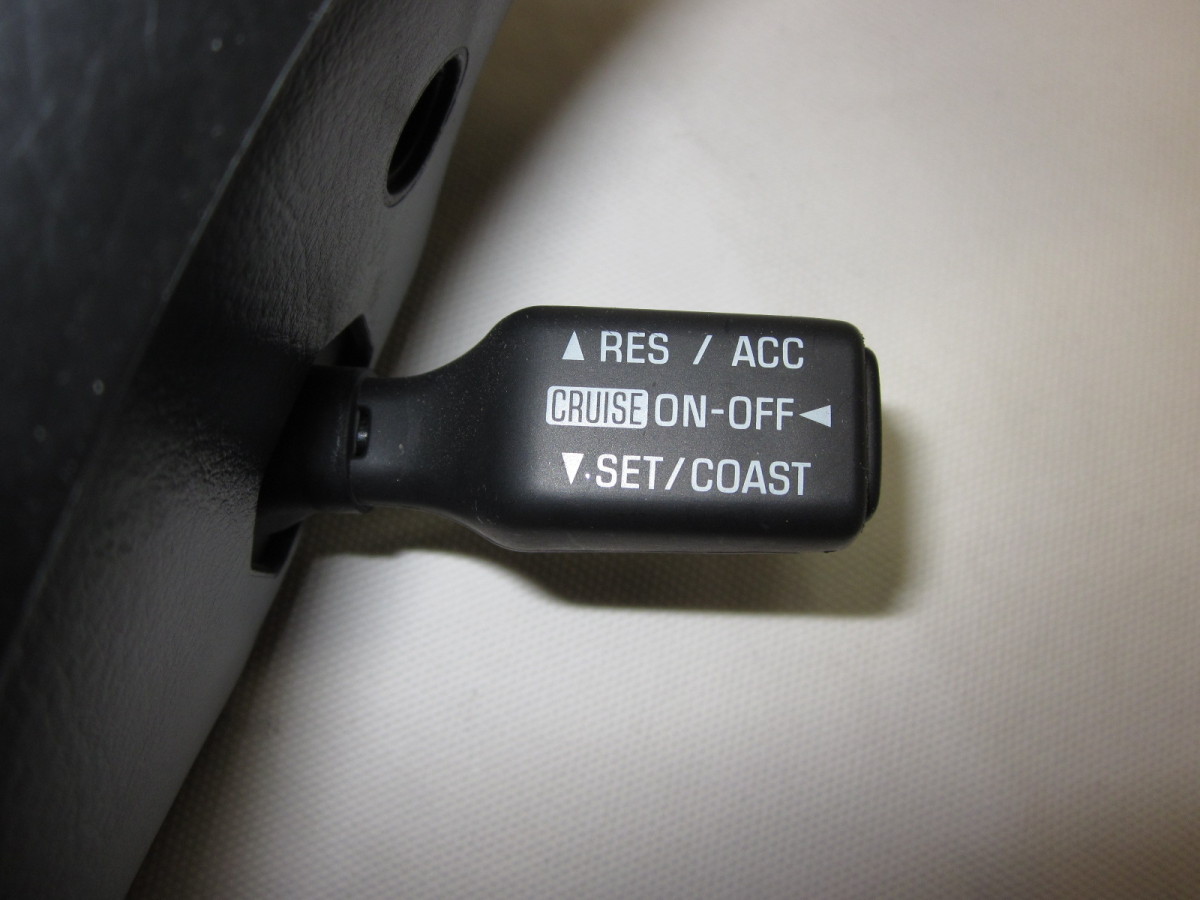 ▲ RES / ACC
CRUISE ON-OFF ◀
▼ SET/COAST